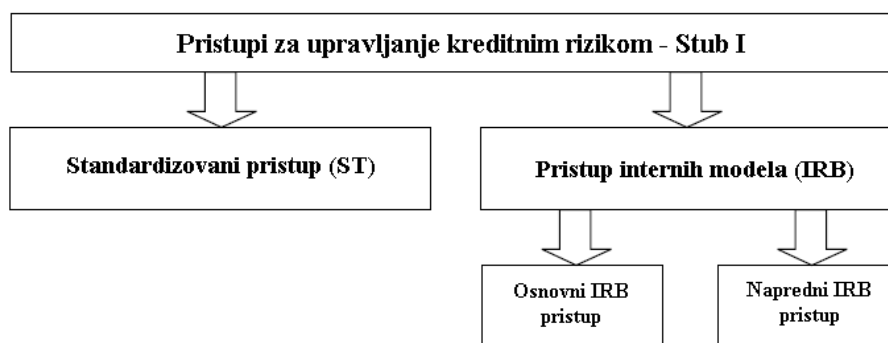 Pristupi za upravljanje kreditnim rizikom - Stub I
Standardizovani pristup (ST)
Pristup internih modela (IRB)
Osnovni IRB
pristup
Napredni IRB
pristup